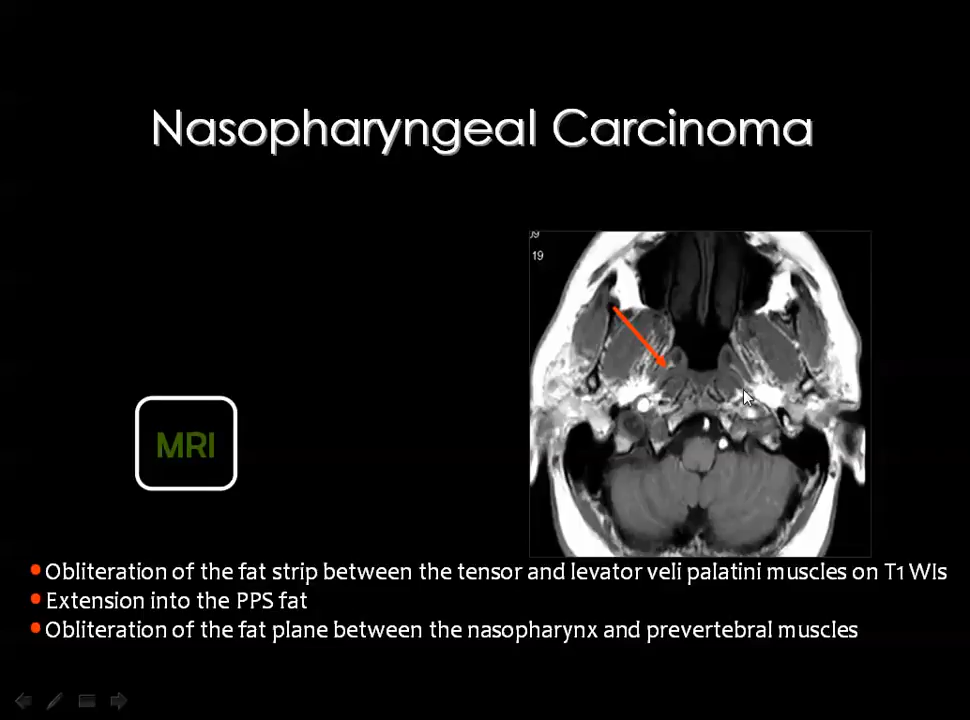 Nasopharyngeal Carcinoma
19
MRI
Obliteration of the fat strip between the tensor and levator veli palatini muscles on T1 WIs
Extension into the PPS fat
Obliteration of the fat plane between the nasopharynx and prevertebral muscles